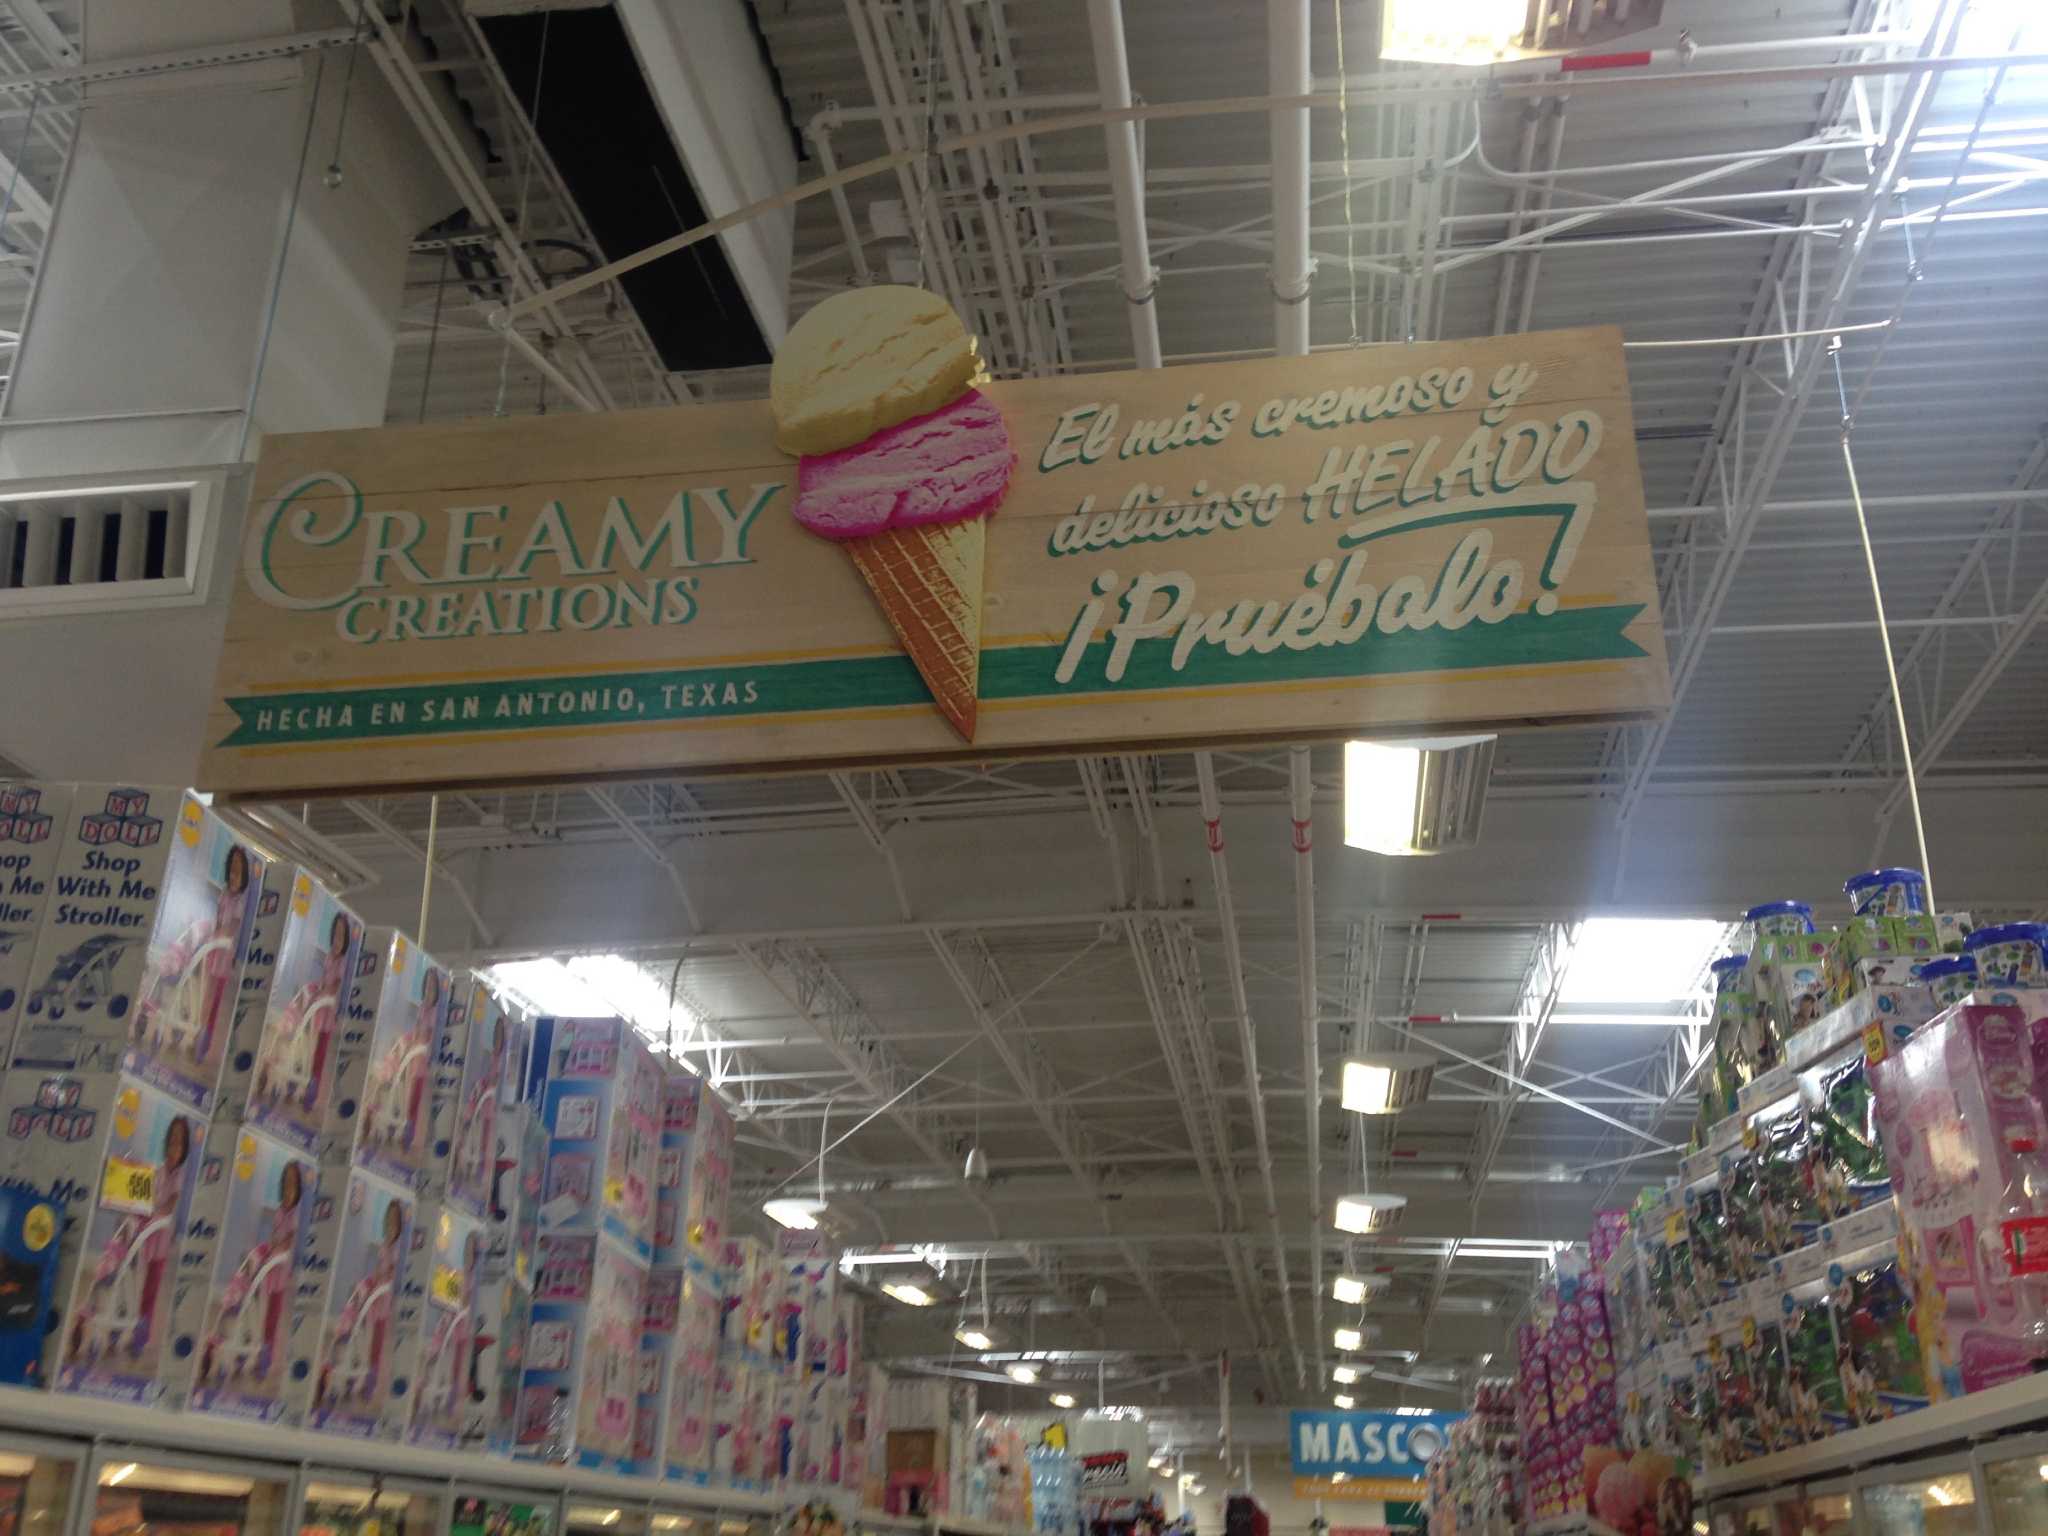 CREAMY
CREATIONS
HECHA EN SAN ANTONIO, TEXAS
El más cremoso y
delicioso HELADO
¡Pruébalo!
MY
DOLL
Shop
With Me
Stroller
MASCO